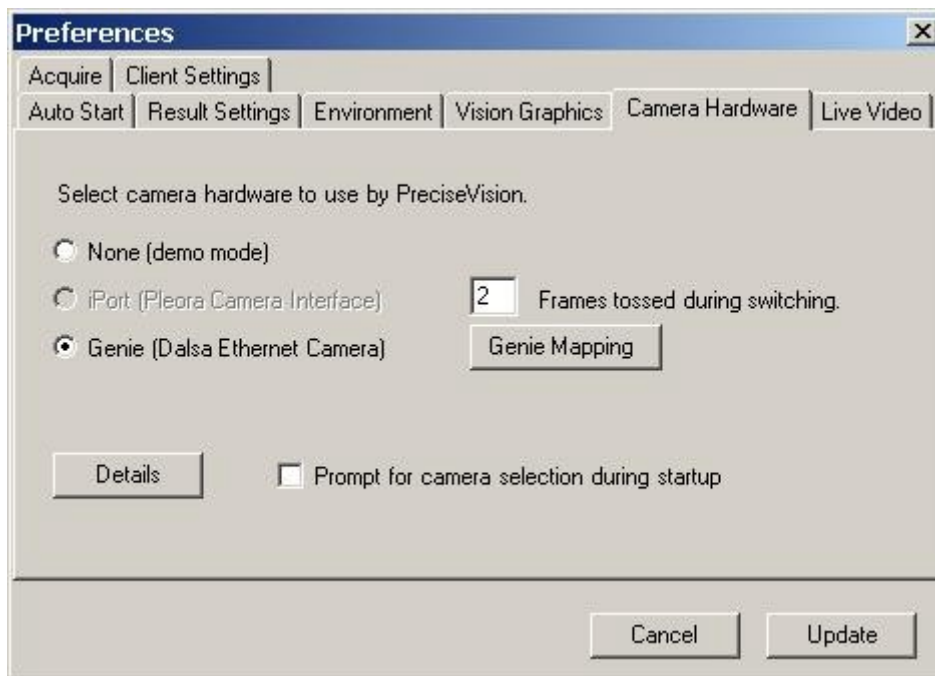 Preferences
Acquire Client Settings
Auto Start Result Settings Environment Vision Graphics Camera Hardware Live Video
Select camera hardware to use by PreciseVision.
None (demo mode)
iPort (Pleora Camera Interface) 2 Frames tossed during switching.
Genie (Dalsa Ethernet Camera) Genie Mapping
Details Prompt for camera selection during startup
Cancel Update